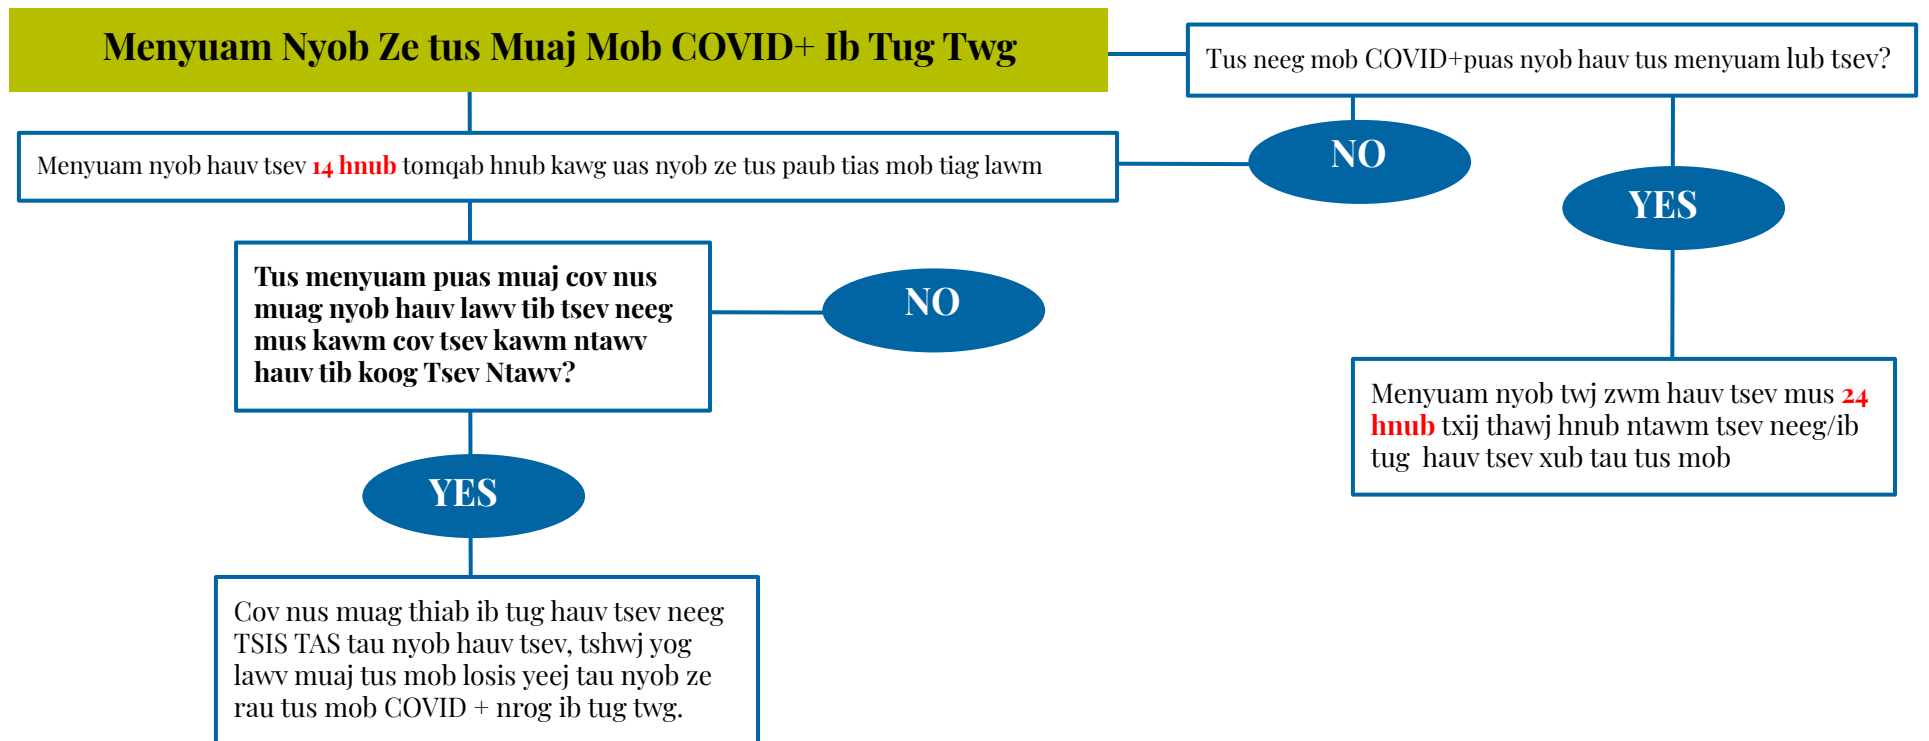 Menyuam Nyob Ze tus Muaj Mob COVID+ Ib Tug Twg
Tus neeg mob COVID+puas nyob hauv tus menyuam lub tsev?
NO
YES
Menyuam nyob hauv tsev 14 hnub tomqab hnub kawg uas nyob ze tus paub tias mob tiag lawm
Tus menyuam puas muaj cov nus
muag nyob hauv lawv tib tsev neeg
mus kawm cov tsev kawm ntawv
hauv tib koog Tsev Ntawv?
NO
YES
Menyuam nyob twj zwm hauv tsev mus 24
hnub txij thawj hnub ntawm tsev neeg/ib
tug hauv tsev xub tau tus mob
Cov nus muag thiab ib tug hauv tsev neeg
TSIS TAS tau nyob hauv tsev, tshwj yog
lawv muaj tus mob losis yeej tau nyob ze
rau tus mob COVID + nrog ib tug twg.